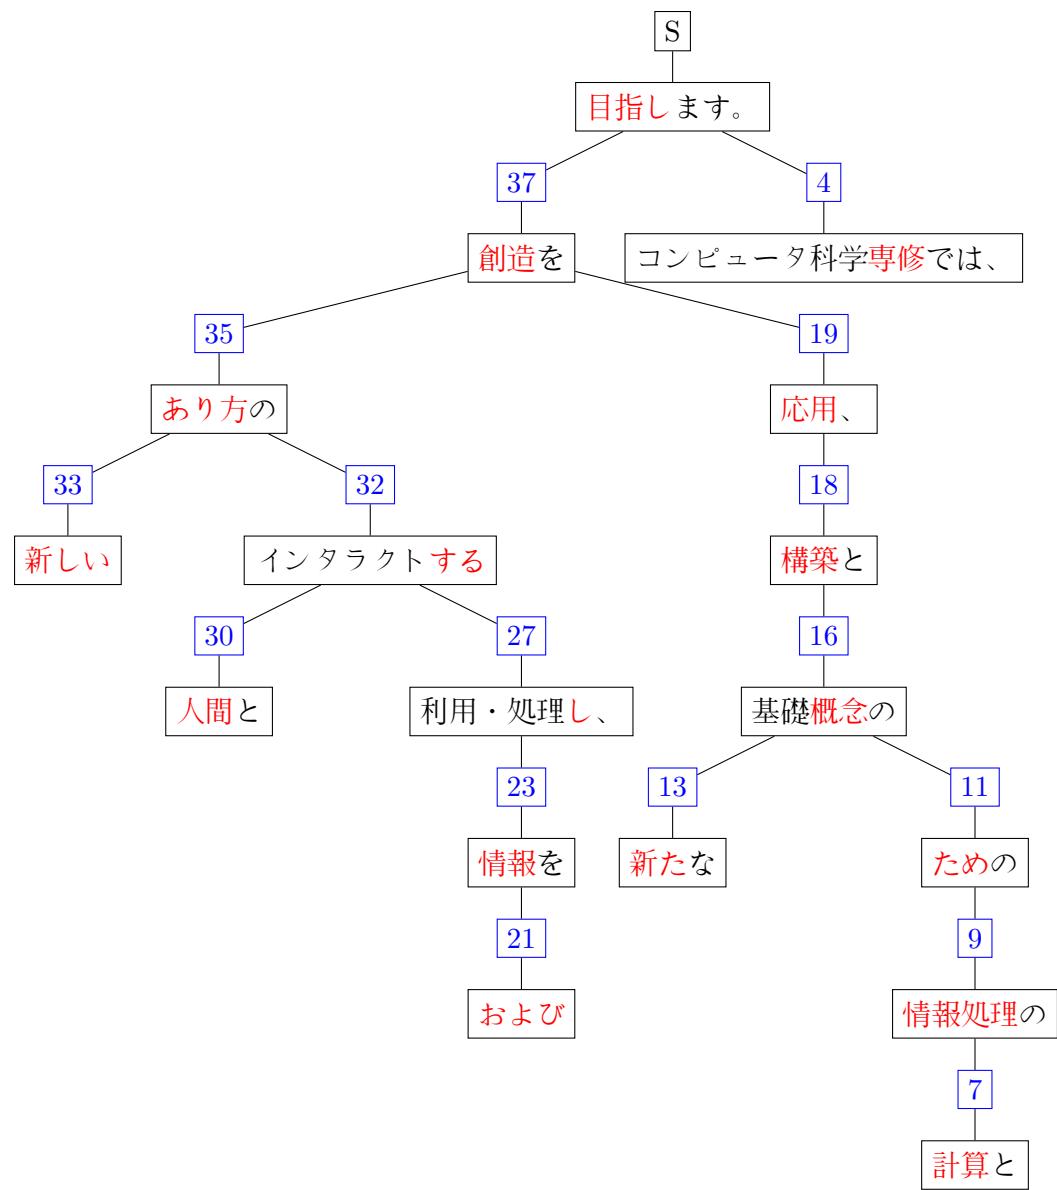 S
目指します。
37 4
創造を コンピュータ科学専修では、
35 19
あり方の 応用、
33 32 18
新しい インタラクトする 構築と
30 27 16
人間と 利用・処理し、 基礎概念の
23 13 11
情報を 新たな ための
21 9
および 情報処理の
7
計算と